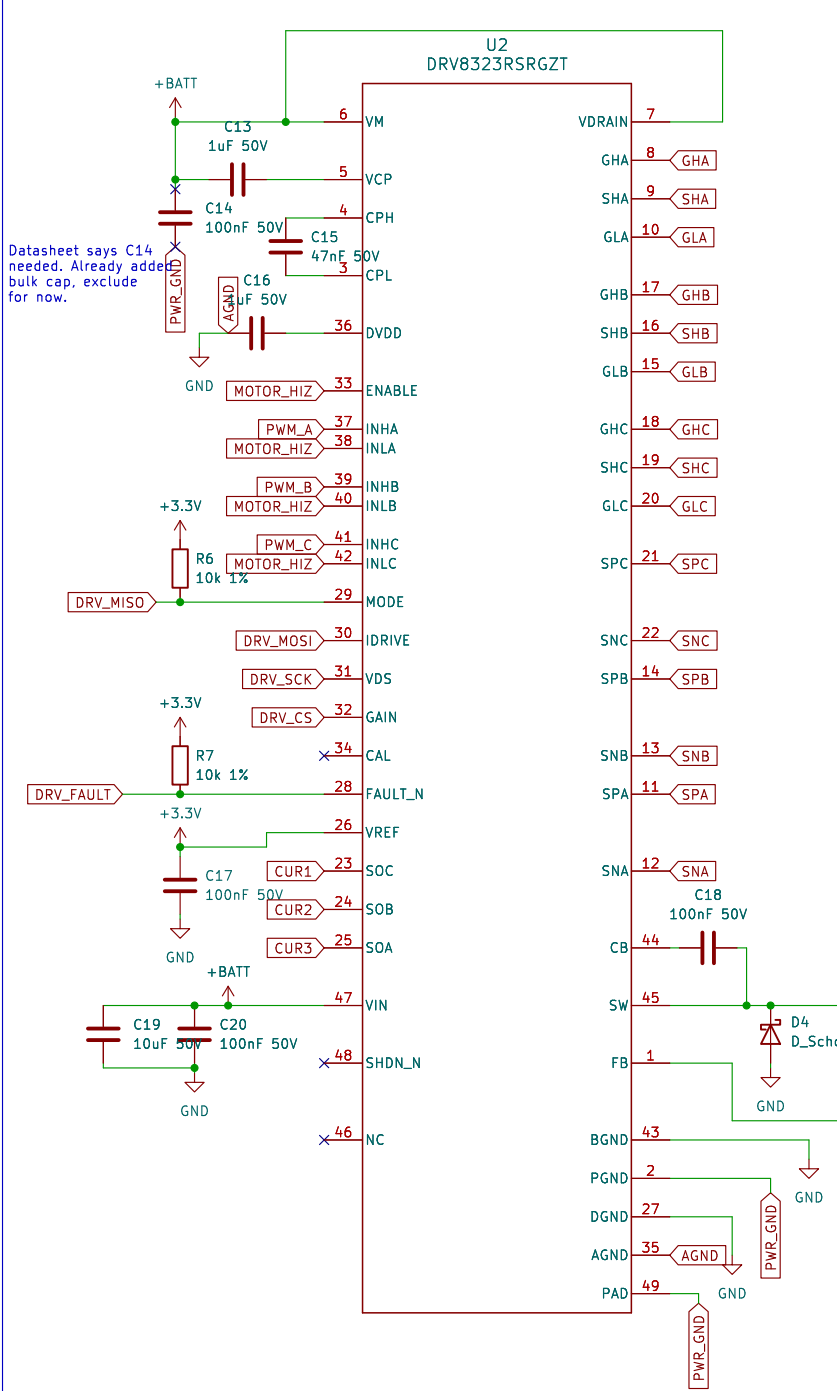 U2
DRV8323RSRGZT
+BATT
6 VM
VDRAIN 7
C13
1uF 50V
GHA 8 GHA
5 VCP
SHA 9 SHA
C14
100nF 50V
4 CPH
GLA 10 GLA
C15
47nF 50V
Datasheet says C14
needed. Already added
bulk cap, exclude
for now.
PWR_GND
3 CPL
C16
1uF 50V
AGND
GHB 17 GHB
36 DVDD
SHB 16 SHB
GND
GLB 15 GLB
MOTOR_HIZ 33 ENABLE
PWM_A 37 INHA
GHC 18 GHC
MOTOR_HIZ 38 INLA
SHC 19 SHC
PWM_B 39 INHB
MOTOR_HIZ 40 INLB
GLC 20 GLC
+3.3V
PWM_C 41 INHC
R6
10k 1%
MOTOR_HIZ 42 INLC
SPC 21 SPC
DRV_MISO 29 MODE
DRV_MOSI 30 IDRIVE
SNC 22 SNC
DRV_SCK 31 VDS
SPB 14 SPB
+3.3V
DRV_CS 32 GAIN
R7
10k 1%
34 CAL
SNB 13 SNB
DRV_FAULT 28 FAULT_N
SPA 11 SPA
+3.3V
26 VREF
C17
100nF 50V
CUR1 23 SOC
SNA 12 SNA
C18
100nF 50V
CUR2 24 SOB
GND
CUR3 25 SOA
CB 44
+BATT
47 VIN
SW 45
C19
10uF 50V
C20
100nF 50V
D4
D_Scho
48 SHDN_N
FB 1
GND
GND
46 NC
BGND 43
GND
PGND 2
PWR_GND
DGND 27
AGND 35 AGND
GND
PAD 49
PWR_GND